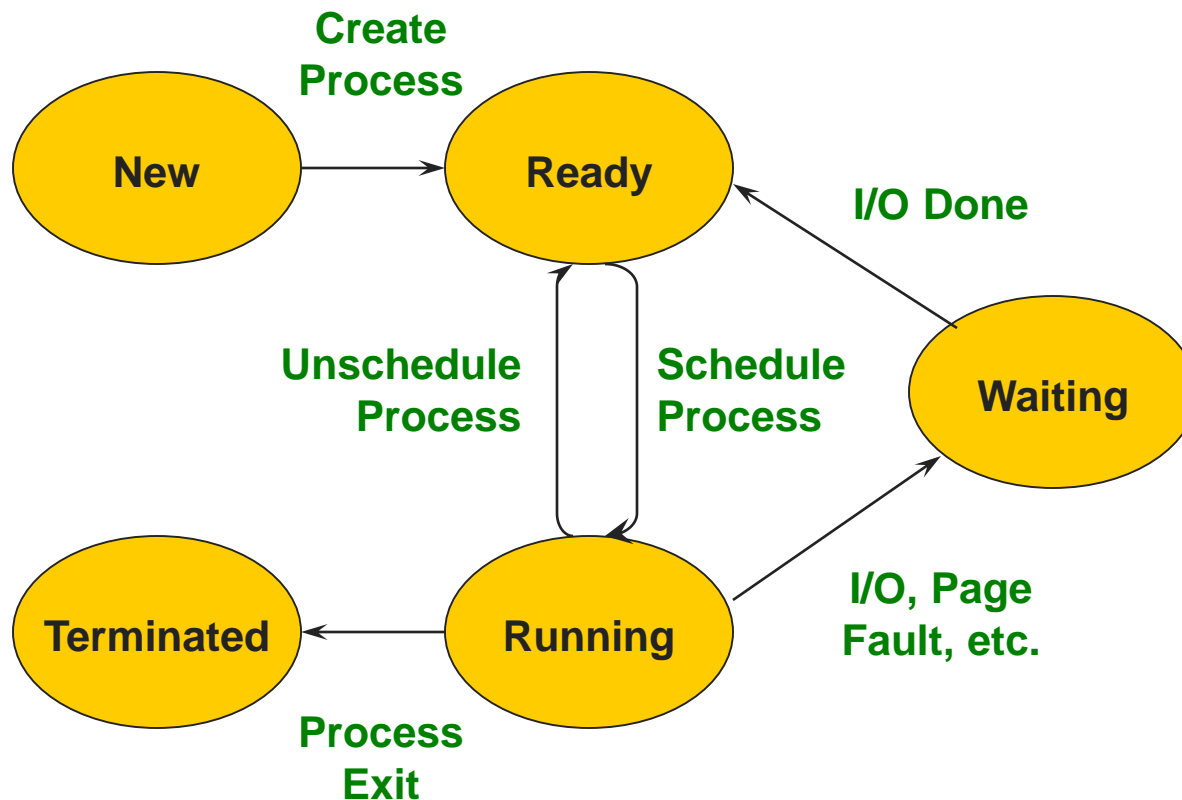 Create
Process
New
Ready
I/O Done
Unschedule
Process
Schedule
Process
Waiting
I/O, Page
Fault, etc.
Terminated
Running
Process
Exit